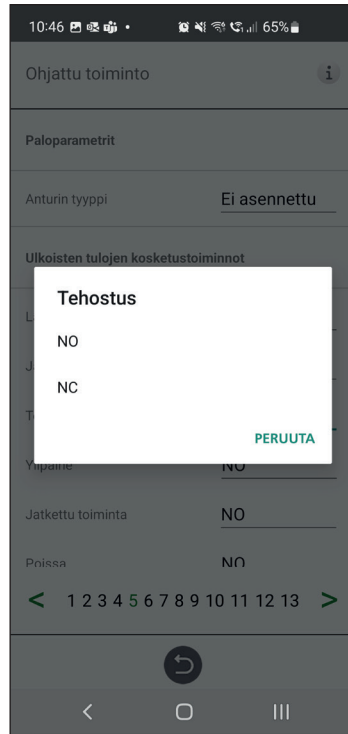 10:46 65%
Ohjattu toiminto i
Paloparametrit
Anturin tyyppi Ei asennettu
Ulkoisten tulojen kosketustoiminnot
Tehostus
NO
NC
PERUUTA
Ylipaine NO
Jatkettu toiminta NO
Poissa NO
< 1 2 3 4 5 6 7 8 9 10 11 12 13 >